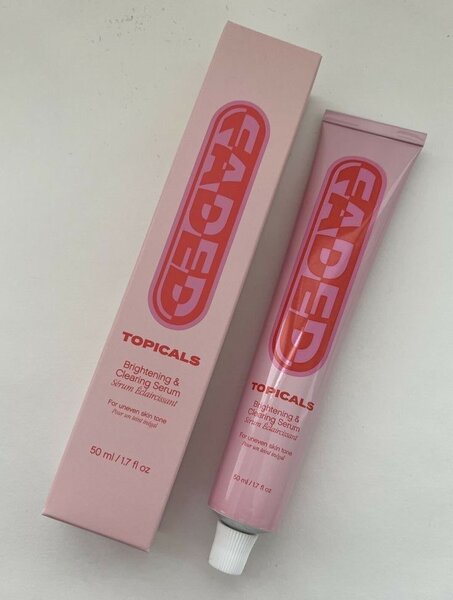 FADED
TOPICALS
Brightening &
Clearing Serum
Sérum Éclaircissant
For uneven skin tone
Pour un teint inégal
50 ml / 1.7 fl oz
FADED
TOPICALS
Brightening &
Clearing Serum
Sérum Éclaircissant
For uneven skin tone
Pour un teint inégal
50 ml / 1.7 fl oz